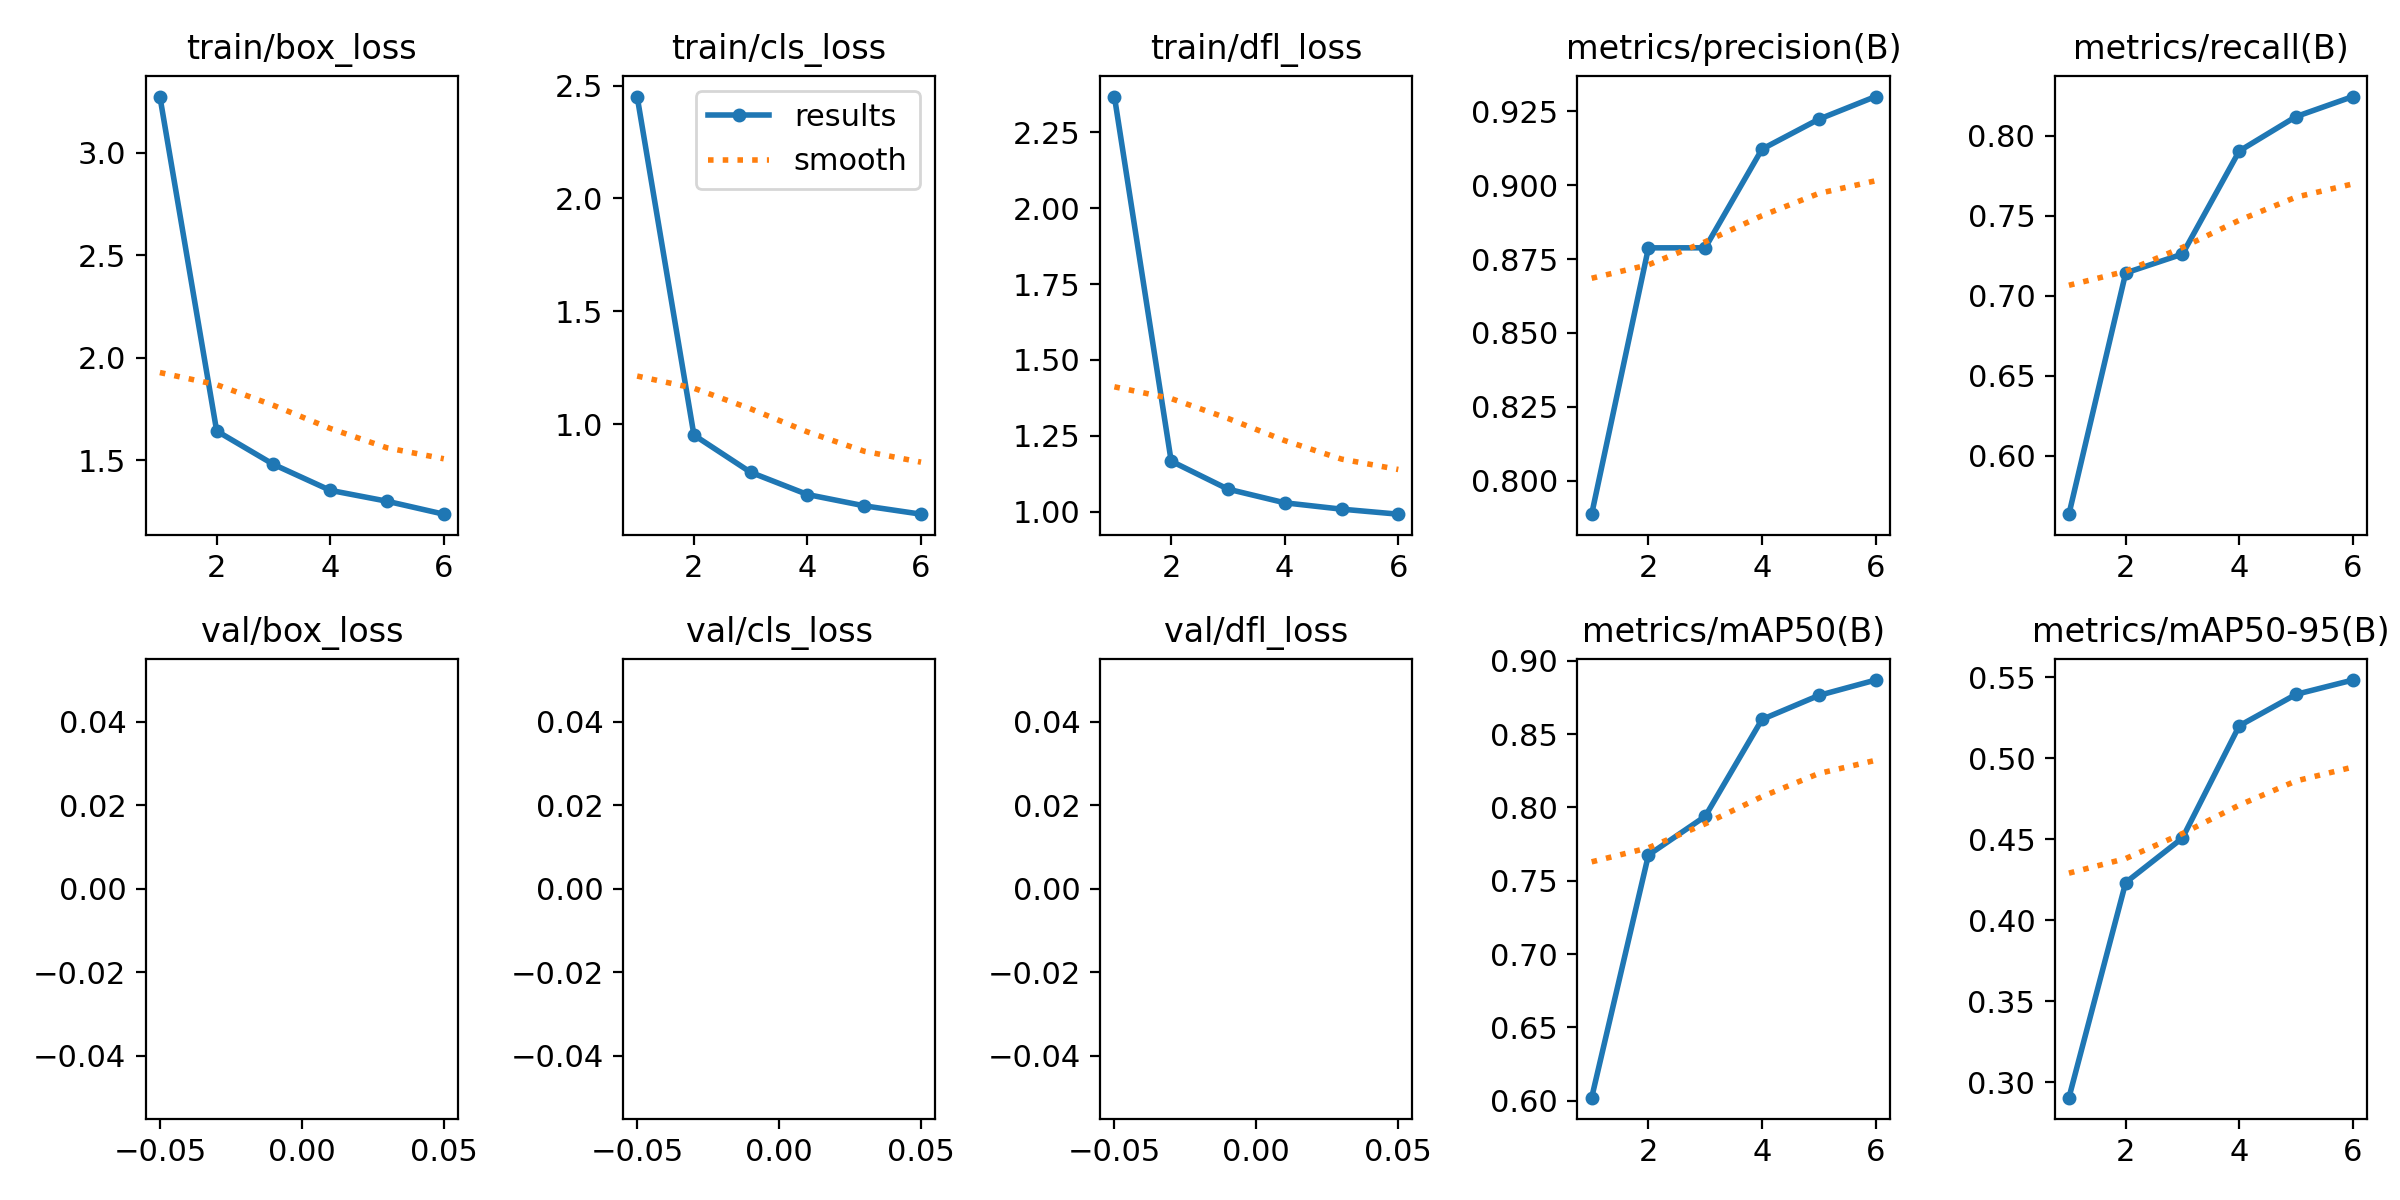 train/box_loss
train/cls_loss
train/dfl_loss
metrics/precision(B)
metrics/recall(B)
3.0
2.5
2.0
1.5
2 4 6
2.5
2.0
1.5
1.0
results
smooth
2 4 6
2.25
2.00
1.75
1.50
1.25
1.00
2 4 6
0.925
0.900
0.875
0.850
0.825
0.800
2 4 6
0.80
0.75
0.70
0.65
0.60
2 4 6
val/box_loss
val/cls_loss
val/dfl_loss
metrics/mAP50(B)
metrics/mAP50-95(B)
0.04
0.02
0.00
−0.02
−0.04
−0.05 0.00 0.05
0.04
0.02
0.00
−0.02
−0.04
−0.05 0.00 0.05
0.04
0.02
0.00
−0.02
−0.04
−0.05 0.00 0.05
0.90
0.85
0.80
0.75
0.70
0.65
0.60
2 4 6
0.55
0.50
0.45
0.40
0.35
0.30
2 4 6